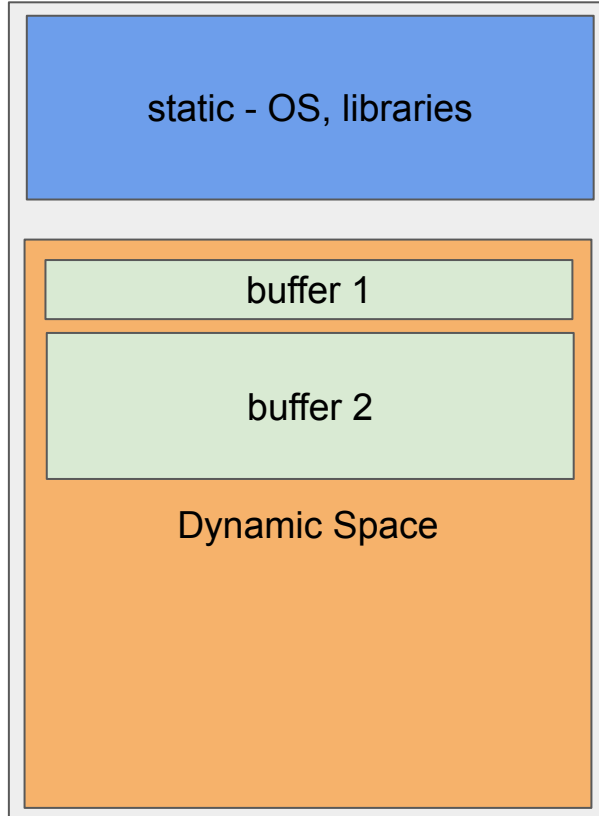 static - OS, libraries
buffer 1
buffer 2
Dynamic Space